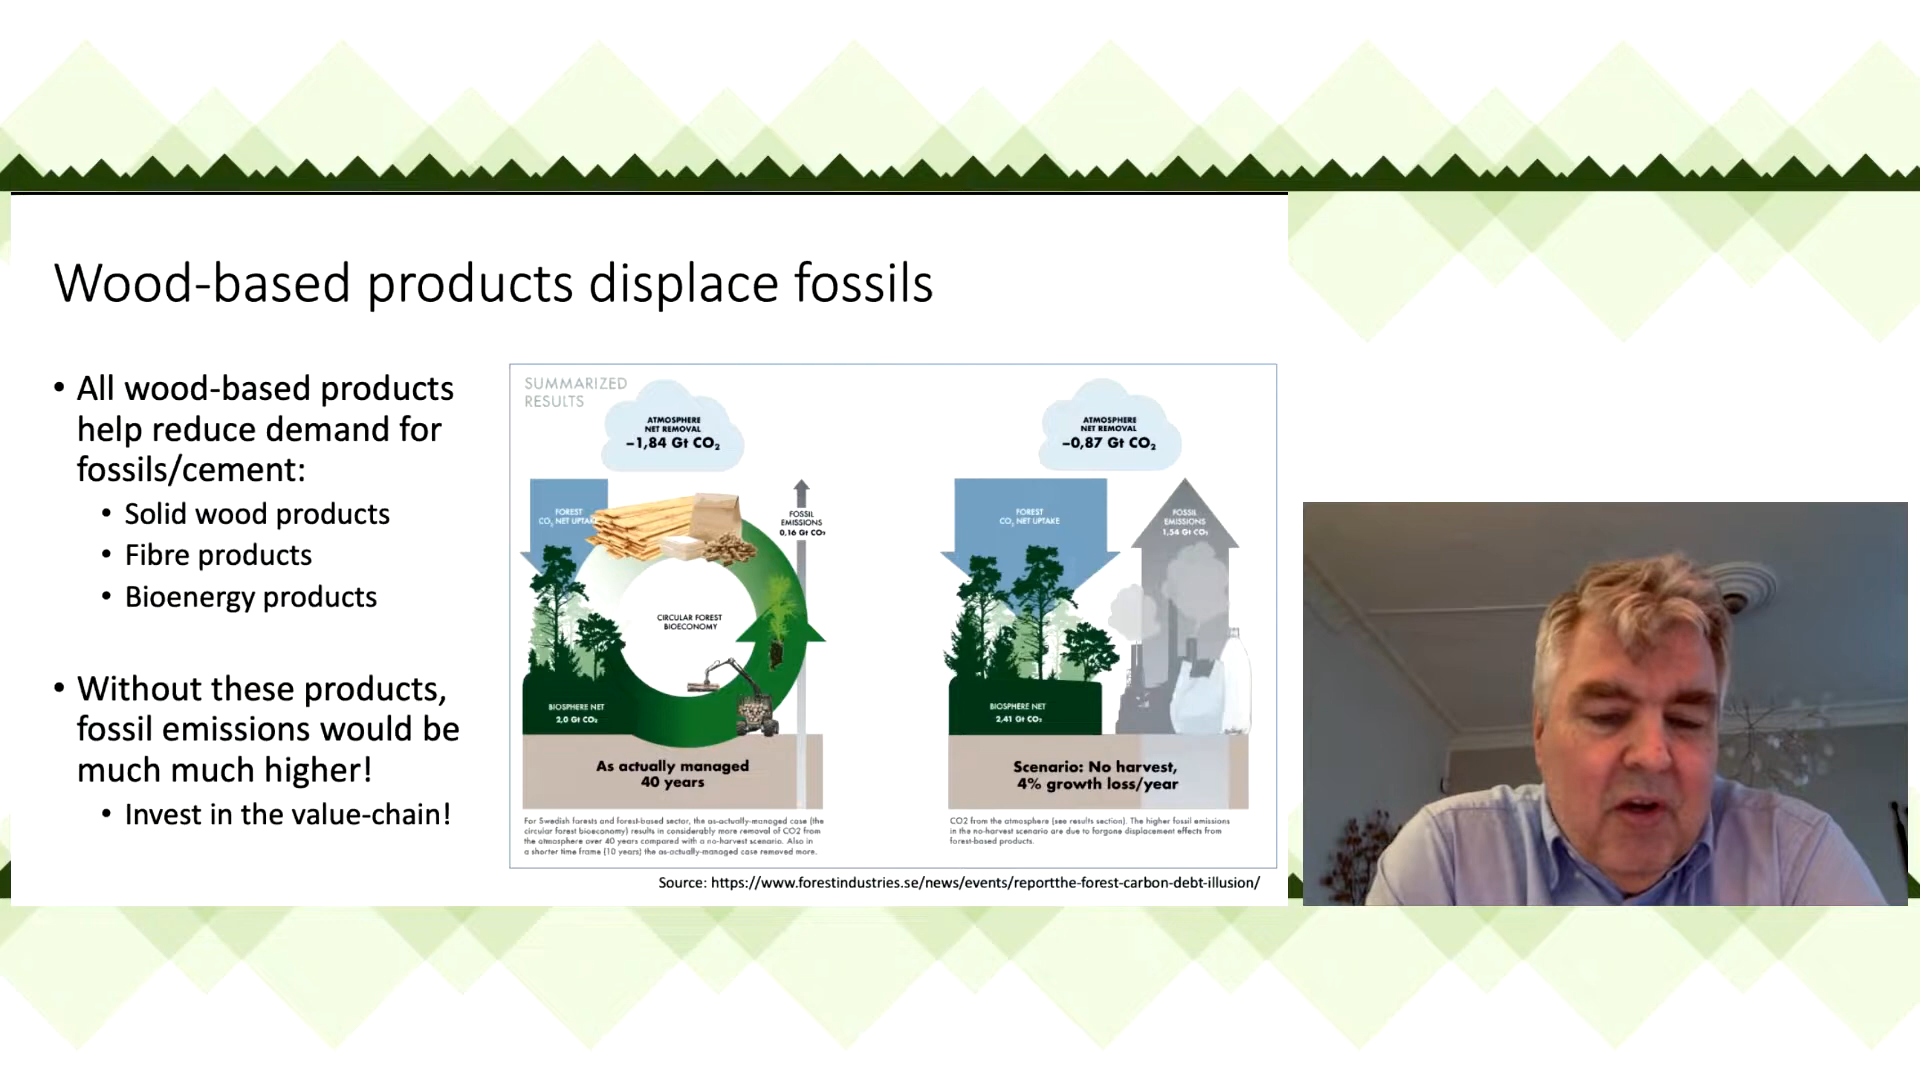 Wood-based products displace fossils
• All wood-based products
help reduce demand for
fossils/cement:
• Solid wood products
• Fibre products
• Bioenergy products
• Without these products,
fossil emissions would be
much much higher!
• Invest in the value-chain!
SUMMARIZED
RESULTS
ATMOSPHERE
NET REMOVAL
−1,84 Gt CO₂
FOREST
CO₂ NET UPTAK
FOSSIL
EMISSIONS
0,16 Gt CO₂
CIRCULAR FOREST
BIOECONOMY
BIOSPHERE NET
2,0 Gt CO₂
As actually managed
40 years
For Swedish forests and forest-based sector, the as-actually-managed case (the
circular forest bioeconomy) results in considerably more removal of CO2 from
the atmosphere over 40 years compared with a no-harvest scenario. Also in
a shorter time frame (10 years) the as-actually-managed case removed more.
ATMOSPHERE
NET REMOVAL
−0,87 Gt CO₂
FOREST
CO₂ NET UPTAKE
FOSSIL
EMISSIONS
1,54 Gt CO₂
BIOSPHERE NET
2,41 Gt CO₂
Scenario: No harvest,
4% growth loss/year
CO2 from the atmosphere (see results section). The higher fossil emissions
in the no-harvest scenario are due to forgone displacement effects from
forest-based products.
Source: https://www.forestindustries.se/news/events/reportthe-forest-carbon-debt-illusion/